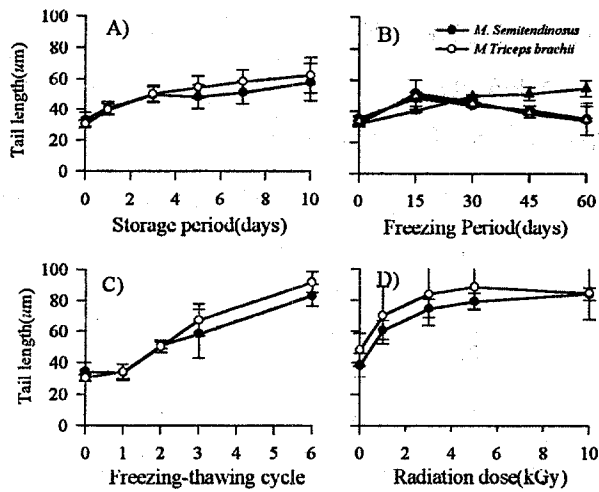 A)
B)
M. Semitendinosus
M Triceps brachii
Tail length(um)
100
80
60
40
20
0
0 2 4 6 8 10
Storage period(days)
0 15 30 45 60
Freezing Period(days)
C)
D)
Tail length(um)
100
80
60
40
20
0
0 1 2 3 4 5 6
Freezing-thawing cycle
0 2 4 6 8 10
Radiation dose(kGy)